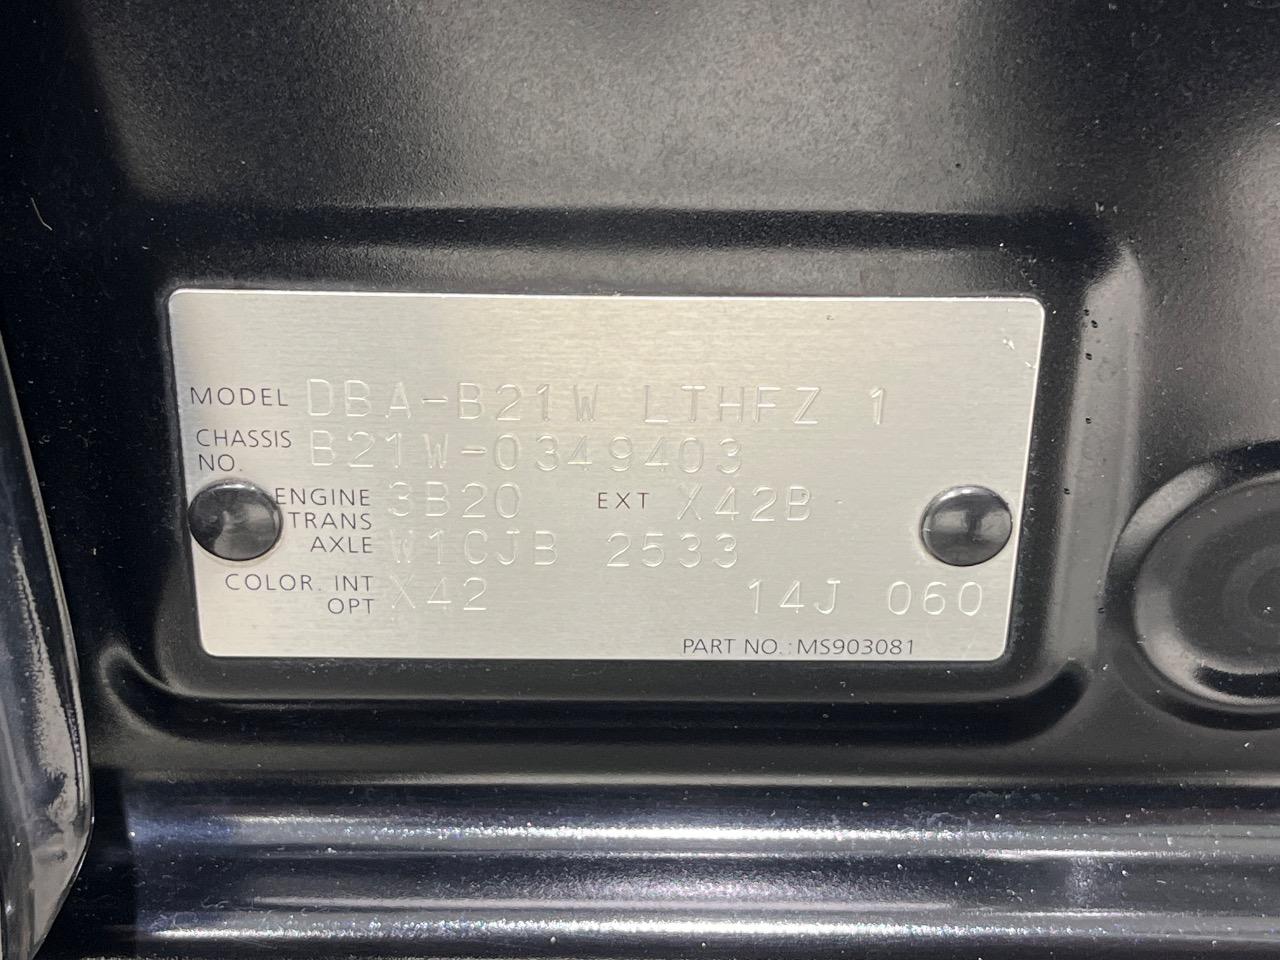 MODEL DBA-B21W LTHFZ 1
CHASSIS NO. B21W-0349403
ENGINE 3B20 EXT X42B
TRANS AXLE W1CJB 2533
COLOR. INT OPT X42 14J 060
PART NO.:MS903081